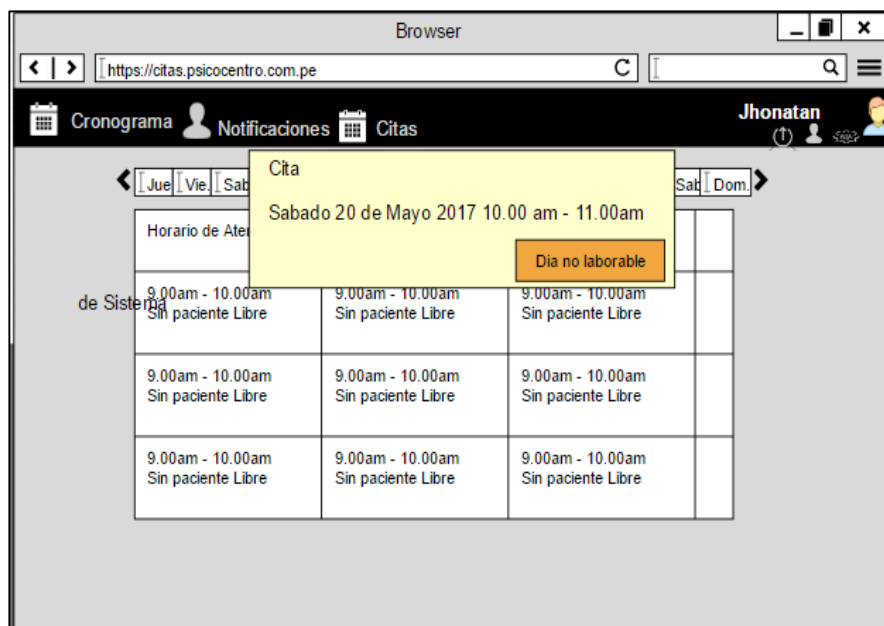 Browser
https://citas.psicocentro.com.pe
Cronograma Notificaciones Citas
Jhonatan
Jue Vie. Sab Sab Dom.
Cita
Sabado 20 de Mayo 2017 10.00 am - 11.00am
Dia no laborable
Horario de Aten
de Sistema
9.00am - 10.00am 9.00am - 10.00am 9.00am - 10.00am
Sin paciente Libre Sin paciente Libre Sin paciente Libre
9.00am - 10.00am 9.00am - 10.00am 9.00am - 10.00am
Sin paciente Libre Sin paciente Libre Sin paciente Libre
9.00am - 10.00am 9.00am - 10.00am 9.00am - 10.00am
Sin paciente Libre Sin paciente Libre Sin paciente Libre